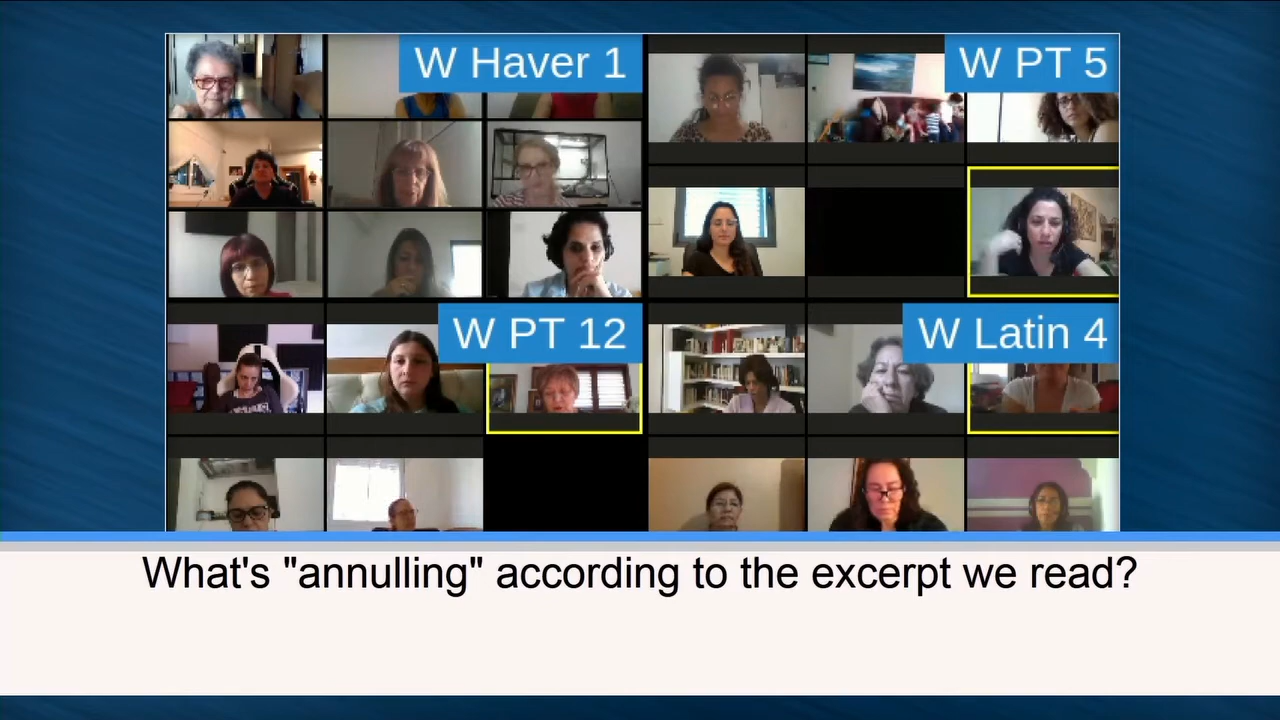 W Haver 1
W PT 5
W PT 12
W Latin 4
What's "annulling" according to the excerpt we read?